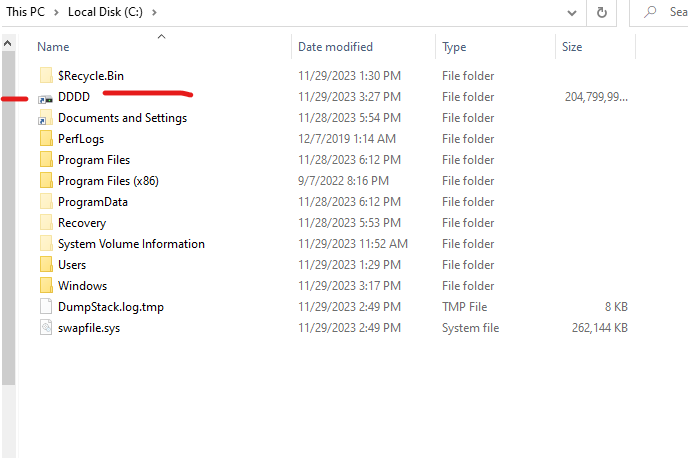 This PC > Local Disk (C:) > Sea
Name Date modified Type Size
$Recycle.Bin 11/29/2023 1:30 PM File folder
DDDD 11/29/2023 3:27 PM File folder 204,799,99...
Documents and Settings 11/28/2023 5:54 PM File folder
PerfLogs 12/7/2019 1:14 AM File folder
Program Files 11/28/2023 6:12 PM File folder
Program Files (x86) 9/7/2022 8:16 PM File folder
ProgramData 11/28/2023 6:12 PM File folder
Recovery 11/28/2023 5:53 PM File folder
System Volume Information 11/29/2023 11:52 AM File folder
Users 11/29/2023 1:29 PM File folder
Windows 11/29/2023 3:17 PM File folder
DumpStack.log.tmp 11/29/2023 2:49 PM TMP File 8 KB
swapfile.sys 11/29/2023 2:49 PM System file 262,144 KB